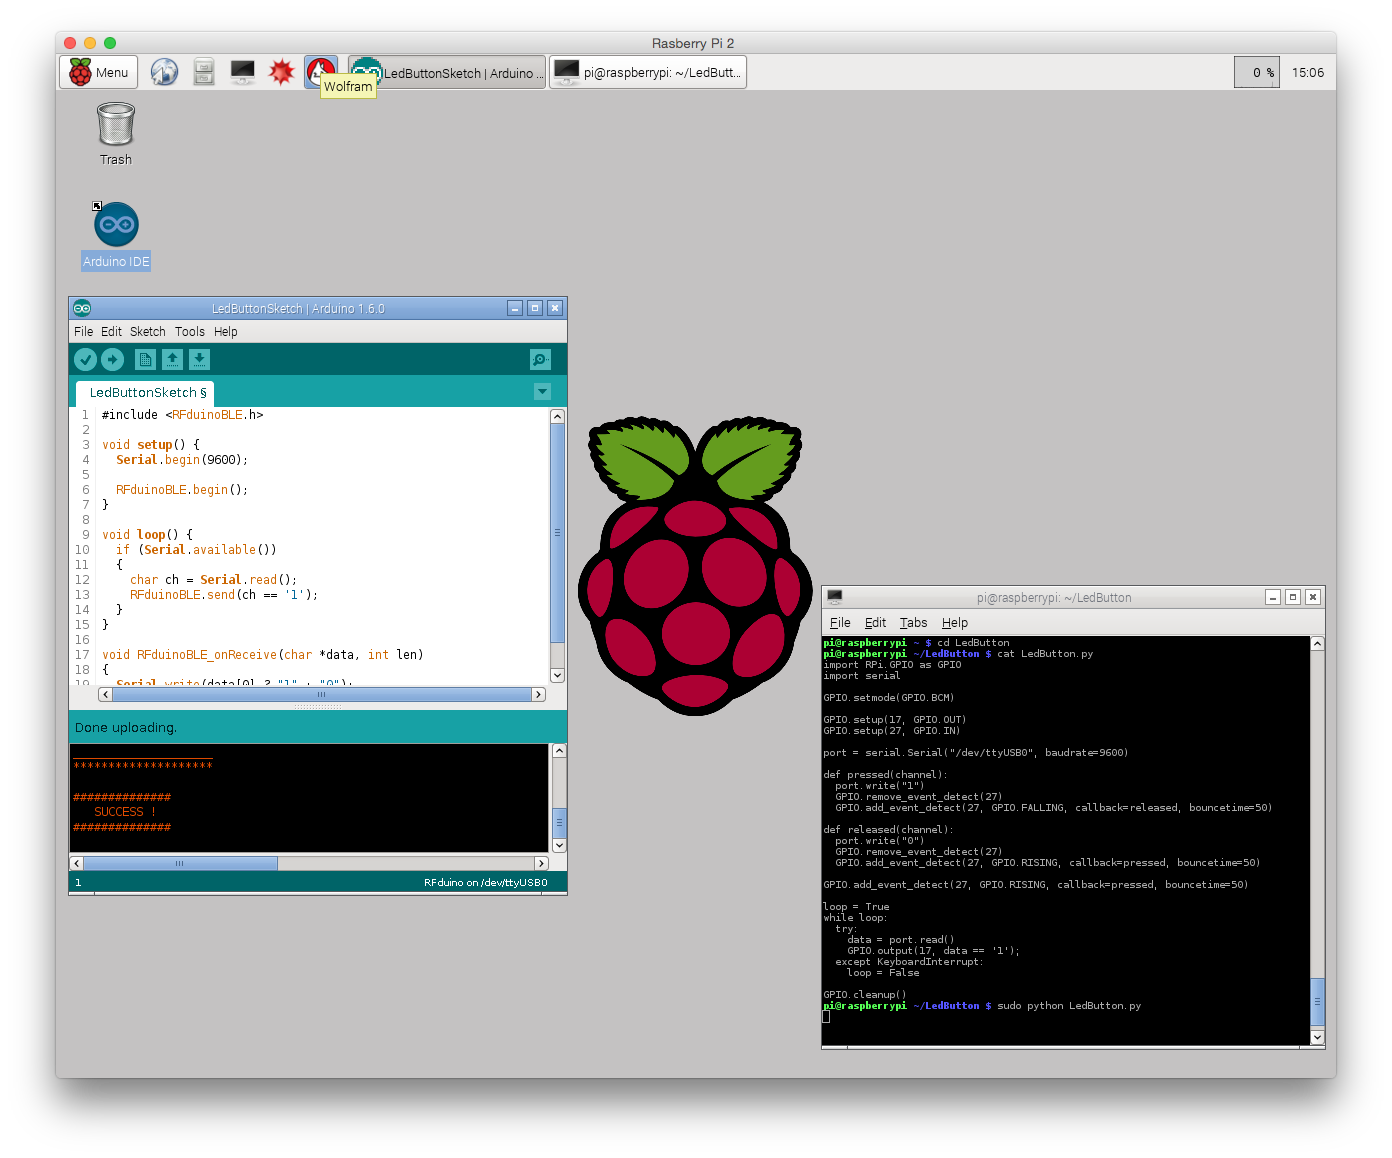 Rasberry Pi 2
Menu
LedButtonSketch | Arduino ...
pi@raspberrypi: ~/LedButt...
0 %
15:06
Wolfram
Trash
Arduino IDE
LedButtonSketch | Arduino 1.6.0
File Edit Sketch Tools Help
LedButtonSketch §
1 #include <RFduinoBLE.h>
2
3 void setup() {
4   Serial.begin(9600);
5
6   RFduinoBLE.begin();
7 }
8
9 void loop() {
10   if (Serial.available())
11   {
12     char ch = Serial.read();
13     RFduinoBLE.send(ch == '1');
14   }
15 }
16
17 void RFduinoBLE_onReceive(char *data, int len)
18 {
19   Serial.write(data[0] ? "1" : "0");
Done uploading.
********************
##############
SUCCESS !
##############
1
RFduino on /dev/ttyUSB0
pi@raspberrypi: ~/LedButton
File Edit Tabs Help
pi@raspberrypi ~ $ cd LedButton
pi@raspberrypi ~/LedButton $ cat LedButton.py
import RPi.GPIO as GPIO
import serial
GPIO.setmode(GPIO.BCM)
GPIO.setup(17, GPIO.OUT)
GPIO.setup(27, GPIO.IN)
port = serial.Serial("/dev/ttyUSB0", baudrate=9600)
def pressed(channel):
  port.write("1")
  GPIO.remove_event_detect(27)
  GPIO.add_event_detect(27, GPIO.FALLING, callback=released, bouncetime=50)
def released(channel):
  port.write("0")
  GPIO.remove_event_detect(27)
  GPIO.add_event_detect(27, GPIO.RISING, callback=pressed, bouncetime=50)
GPIO.add_event_detect(27, GPIO.RISING, callback=pressed, bouncetime=50)
loop = True
while loop:
  try:
    data = port.read()
    GPIO.output(17, data == '1');
  except KeyboardInterrupt:
    loop = False
GPIO.cleanup()
pi@raspberrypi ~/LedButton $ sudo python LedButton.py